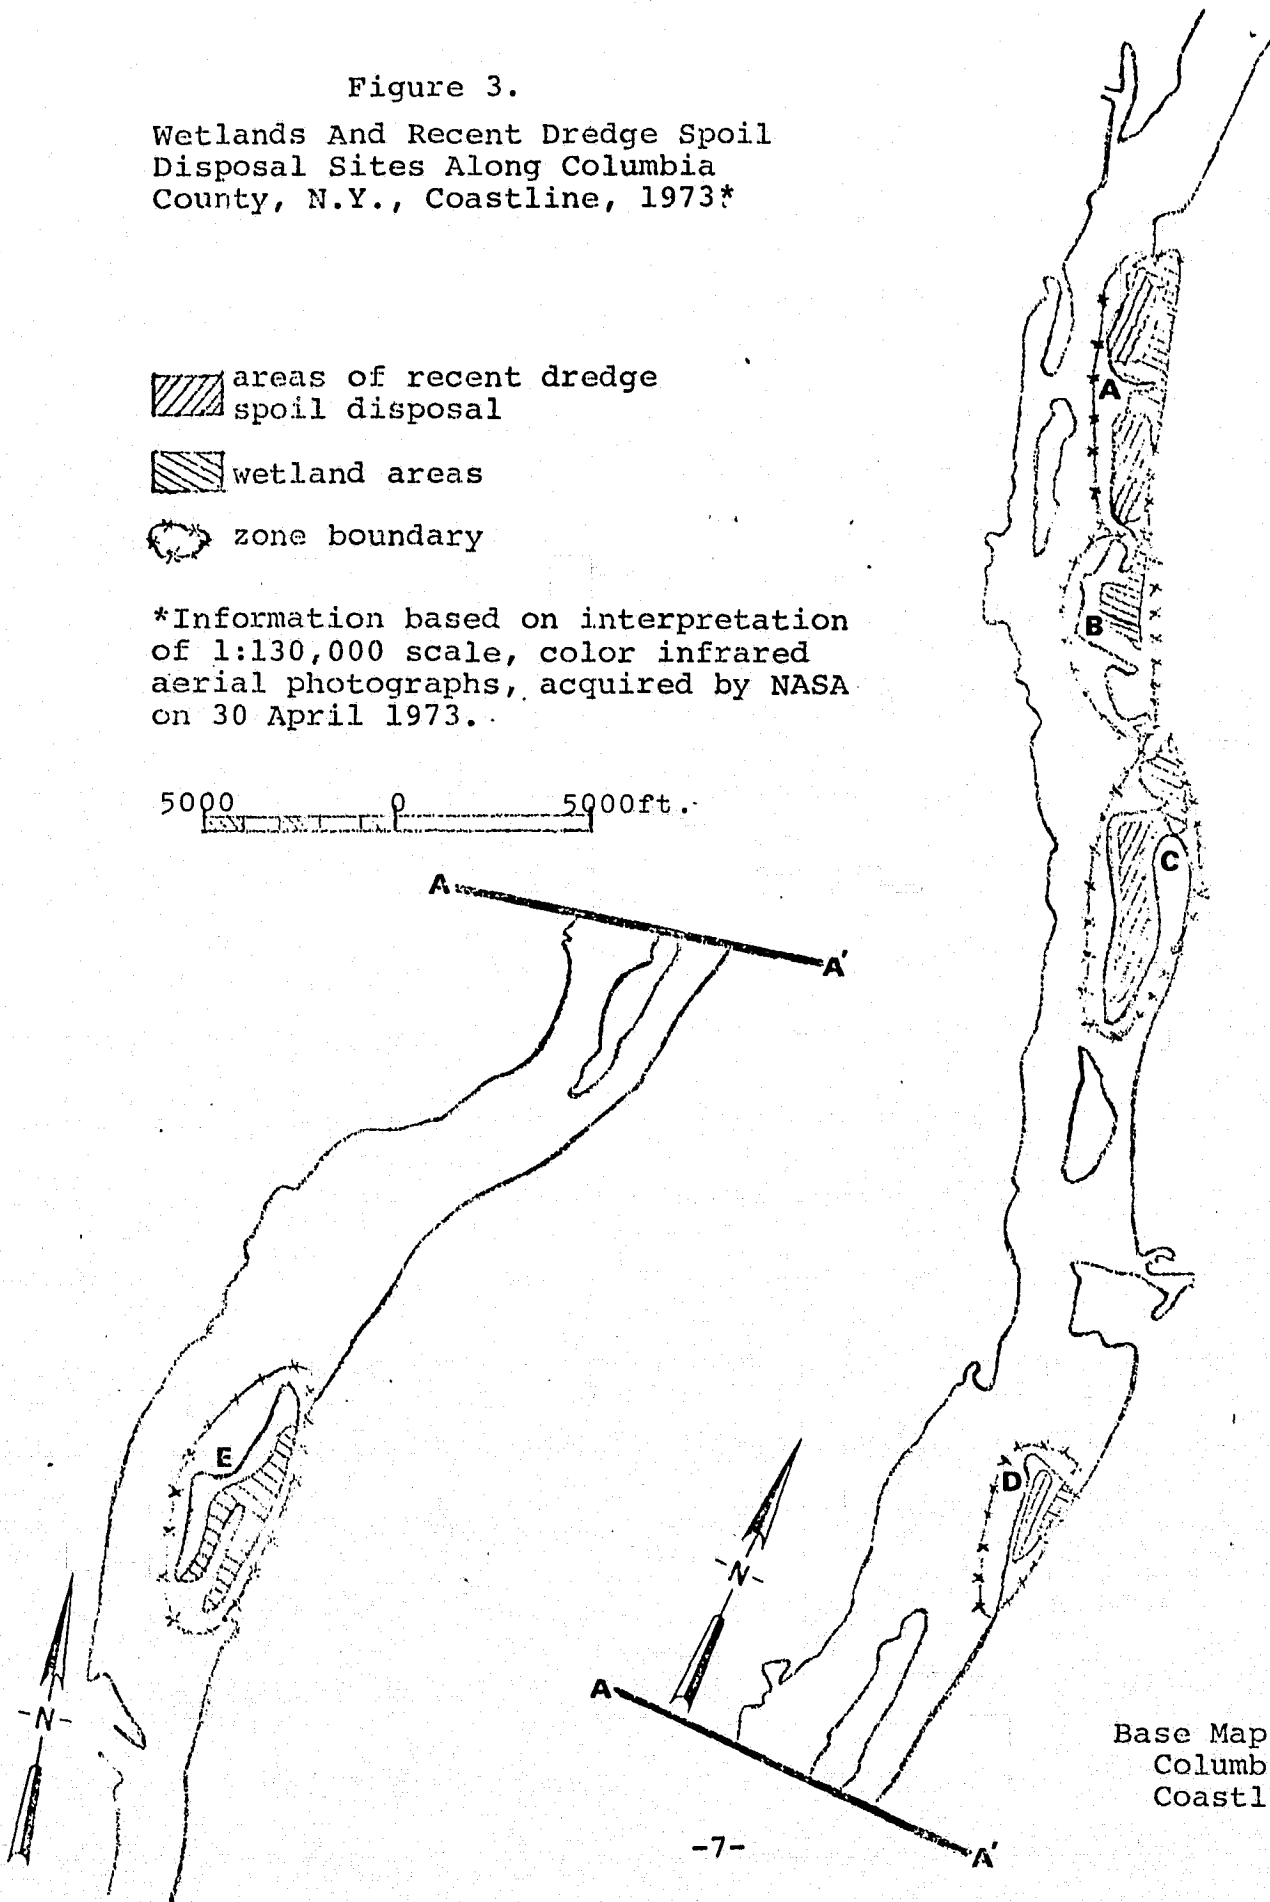 Figure 3.
Wetlands And Recent Dredge Spoil
Disposal Sites Along Columbia
County, N.Y., Coastline, 1973*
areas of recent dredge
spoil disposal
wetland areas
zone boundary
*Information based on interpretation
of 1:130,000 scale, color infrared
aerial photographs, acquired by NASA
on 30 April 1973.
5000 0 5000ft.
A
B
C
A A'
D
E
-N-
-N-
A A'
Base Map
Columb
Coastl
-7-